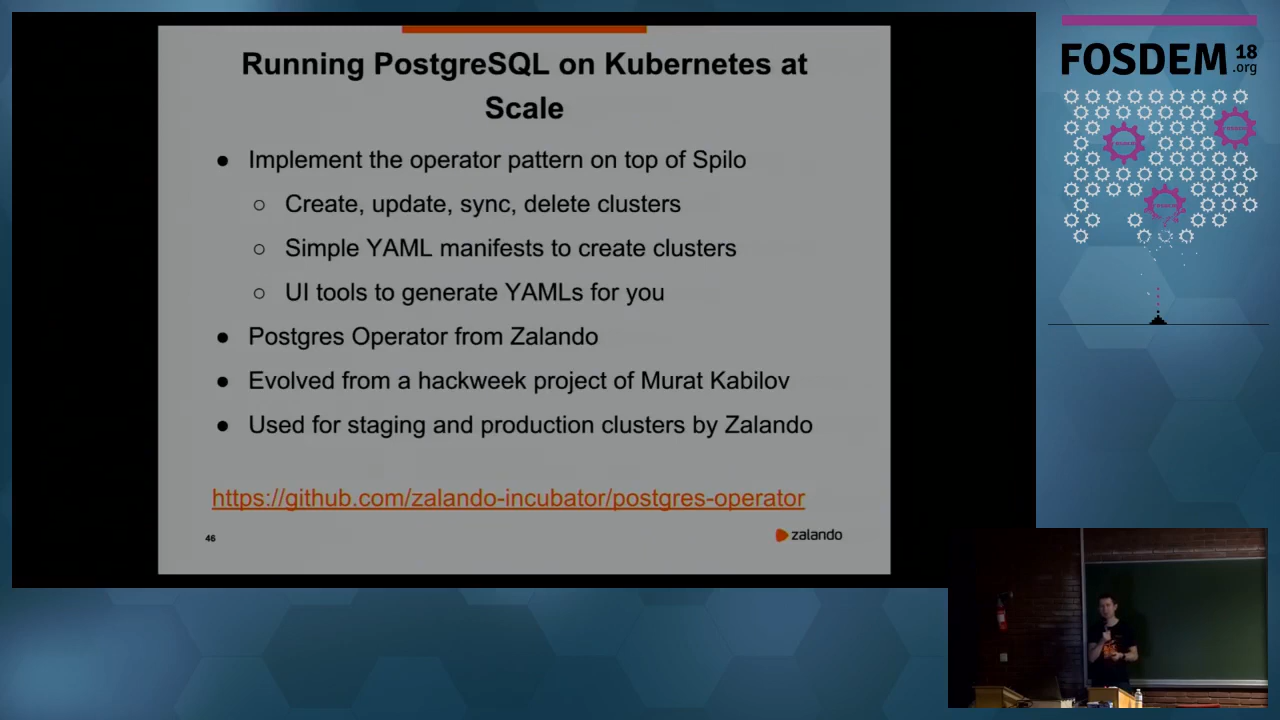 Running PostgreSQL on Kubernetes at
Scale
● Implement the operator pattern on top of Spilo
○ Create, update, sync, delete clusters
○ Simple YAML manifests to create clusters
○ UI tools to generate YAMLs for you
● Postgres Operator from Zalando
● Evolved from a hackweek project of Murat Kabilov
● Used for staging and production clusters by Zalando
https://github.com/zalando-incubator/postgres-operator
46
zalando
FOSDEM 18
.org